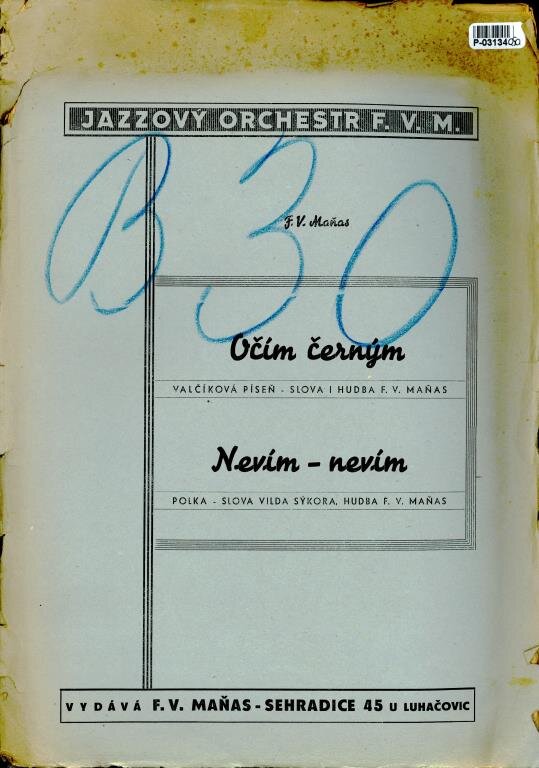 P-03134
JAZZOVÝ ORCHESTR F. V. M.
B 30
F. V. Maňas
Očím černým
VALČÍKOVÁ PÍSEŇ - SLOVA I HUDBA F. V. MAŇAS
Nevím - nevím
POLKA - SLOVA VILDA SÝKORA, HUDBA F. V. MAŇAS
VYDÁVÁ F. V. MAŇAS - SEHRADICE 45 U LUHAČOVIC